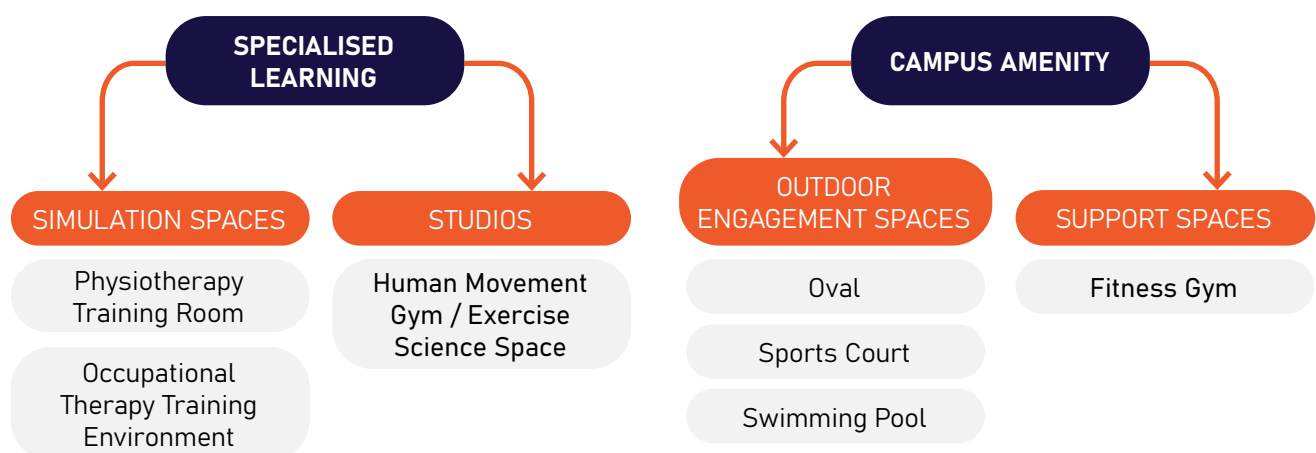 SPECIALISED
LEARNING
SIMULATION SPACES
Physiotherapy
Training Room
Occupational
Therapy Training
Environment
STUDIOS
Human Movement
Gym / Exercise
Science Space
CAMPUS AMENITY
OUTDOOR
ENGAGEMENT SPACES
Oval
Sports Court
Swimming Pool
SUPPORT SPACES
Fitness Gym